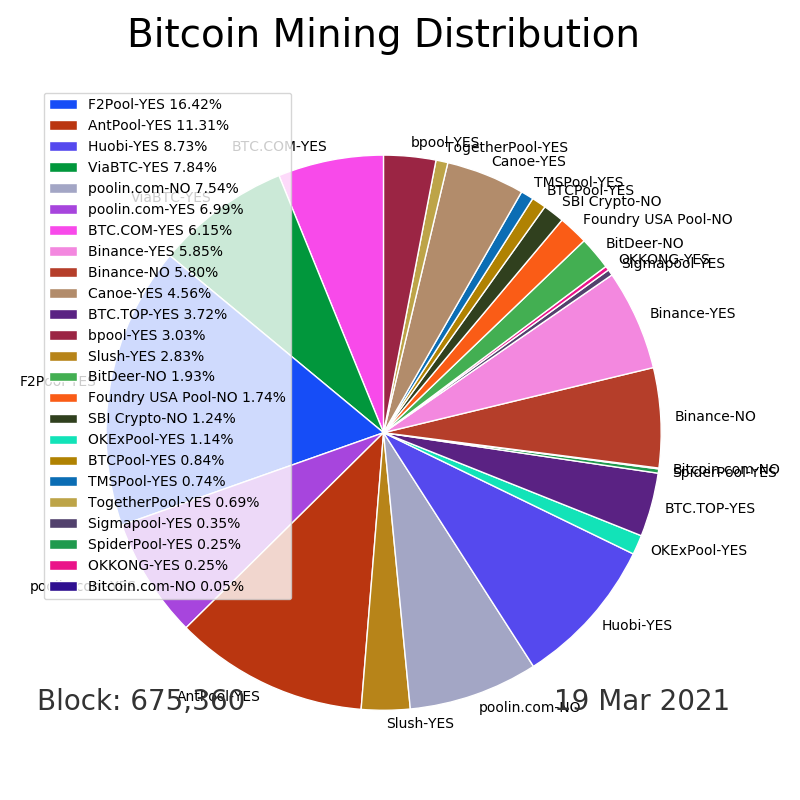 Bitcoin Mining Distribution
F2Pool-YES 16.42%
AntPool-YES 11.31%
Huobi-YES 8.73%
ViaBTC-YES 7.84%
poolin.com-NO 7.54%
poolin.com-YES 6.99%
BTC.COM-YES 6.15%
Binance-YES 5.85%
Binance-NO 5.80%
Canoe-YES 4.56%
BTC.TOP-YES 3.72%
bpool-YES 3.03%
Slush-YES 2.83%
BitDeer-NO 1.93%
Foundry USA Pool-NO 1.74%
SBI Crypto-NO 1.24%
OKExPool-YES 1.14%
BTCPool-YES 0.84%
TMSPool-YES 0.74%
TogetherPool-YES 0.69%
Sigmapool-YES 0.35%
SpiderPool-YES 0.25%
OKKONG-YES 0.25%
Bitcoin.com-NO 0.05%
bpool-YES
TogetherPool-YES
Canoe-YES
TMSPool-YES
BTCPool-YES
SBI Crypto-NO
Foundry USA Pool-NO
BitDeer-NO
OKKONG-YES
Sigmapool-YES
Binance-YES
Binance-NO
Bitcoin.com-NO
SpiderPool-YES
BTC.TOP-YES
OKExPool-YES
Huobi-YES
poolin.com-NO
Slush-YES
AntPool-YES
poolin.com-YES
F2Pool-YES
ViaBTC-YES
BTC.COM-YES
Block: 675,360
19 Mar 2021